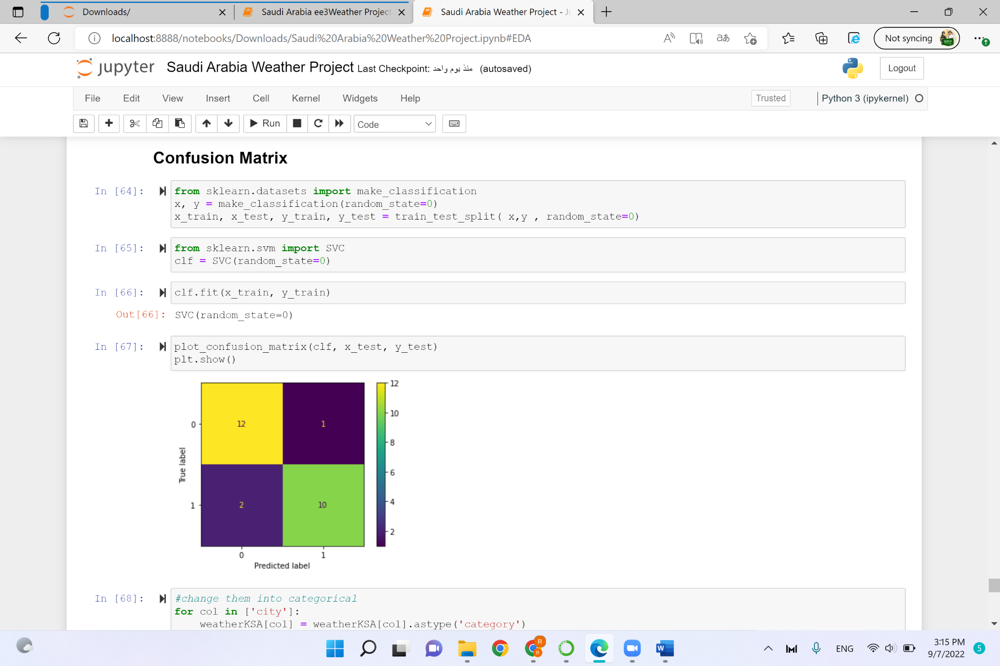 Downloads/
Saudi Arabia ee3Weather Project
Saudi Arabia Weather Project - Ju
localhost:8888/notebooks/Downloads/Saudi%20Arabia%20Weather%20Project.ipynb#EDA
Not syncing
jupyter Saudi Arabia Weather Project Last Checkpoint: منذ يوم واحد (autosaved)
Logout
File Edit View Insert Cell Kernel Widgets Help
Trusted
Python 3 (ipykernel)
Run
Code
Confusion Matrix
In [64]:
from sklearn.datasets import make_classification
x, y = make_classification(random_state=0)
x_train, x_test, y_train, y_test = train_test_split( x,y , random_state=0)
In [65]:
from sklearn.svm import SVC
clf = SVC(random_state=0)
In [66]:
clf.fit(x_train, y_train)
Out[66]: SVC(random_state=0)
In [67]:
plot_confusion_matrix(clf, x_test, y_test)
plt.show()
12
10
8
6
4
2
True label
0
1
12 1
2 10
0 1
Predicted label
In [68]:
#change them into categorical
for col in ['city']:
weatherKSA[col] = weatherKSA[col].astype('category')
R
R
W
ENG
3:15 PM
9/7/2022
5